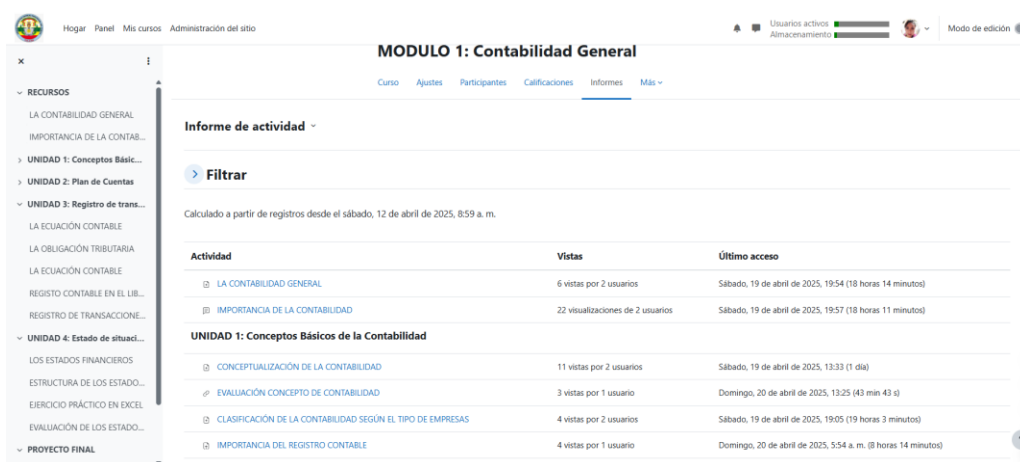 Hogar Panel Mis cursos Administración del sitio
Usuarios activos
Almacenamiento
Modo de edición
RECURSOS
LA CONTABILIDAD GENERAL
IMPORTANCIA DE LA CONTAB...
UNIDAD 1: Conceptos Básic...
UNIDAD 2: Plan de Cuentas
UNIDAD 3: Registro de trans...
LA ECUACIÓN CONTABLE
LA OBLIGACIÓN TRIBUTARIA
LA ECUACIÓN CONTABLE
REGISTO CONTABLE EN EL LIB...
REGISTRO DE TRANSACCIONE...
UNIDAD 4: Estado de situaci...
LOS ESTADOS FINANCIEROS
ESTRUCTURA DE LOS ESTADO...
EJERCICIO PRÁCTICO EN EXCEL
EVALUACIÓN DE LOS ESTADO...
PROYECTO FINAL
MODULO 1: Contabilidad General
Curso Ajustes Participantes Calificaciones Informes Más
Informe de actividad
Filtrar
Calculado a partir de registros desde el sábado, 12 de abril de 2025, 8:59 a. m.
Actividad Vistas Último acceso
LA CONTABILIDAD GENERAL 6 vistas por 2 usuarios Sábado, 19 de abril de 2025, 19:54 (18 horas 14 minutos)
IMPORTANCIA DE LA CONTABILIDAD 22 visualizaciones de 2 usuarios Sábado, 19 de abril de 2025, 19:57 (18 horas 11 minutos)
UNIDAD 1: Conceptos Básicos de la Contabilidad
CONCEPTUALIZACIÓN DE LA CONTABILIDAD 11 vistas por 2 usuarios Sábado, 19 de abril de 2025, 13:33 (1 día)
EVALUACIÓN CONCEPTO DE CONTABILIDAD 3 vistas por 1 usuario Domingo, 20 de abril de 2025, 13:25 (43 min 43 s)
CLASIFICACIÓN DE LA CONTABILIDAD SEGÚN EL TIPO DE EMPRESAS 4 vistas por 2 usuarios Sábado, 19 de abril de 2025, 19:05 (19 horas 3 minutos)
IMPORTANCIA DEL REGISTRO CONTABLE 4 vistas por 1 usuario Domingo, 20 de abril de 2025, 5:54 a. m. (8 horas 14 minutos)